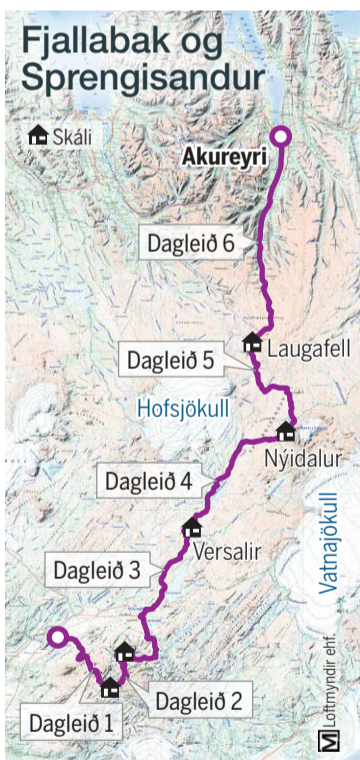 Fjallabak og
Sprengisandur
Skáli
Akureyri
Dagleið 6
Laugafell
Dagleið 5
Hofsjökull
Nýidalur
Dagleið 4
Vatnajökull
Versalir
Dagleið 3
Dagleið 2
Dagleið 1
M Loftmyndir ehf.